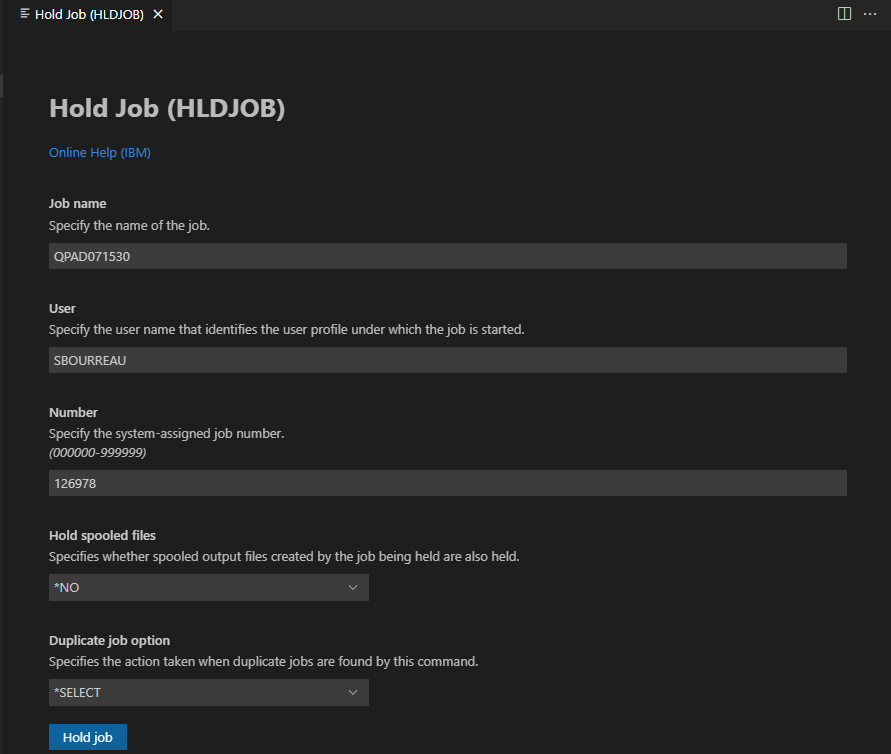 Hold Job (HLDJOB)
Hold Job (HLDJOB)
Online Help (IBM)
Job name
Specify the name of the job.
QPAD071530
User
Specify the user name that identifies the user profile under which the job is started.
SBOURREAU
Number
Specify the system-assigned job number.
(000000-999999)
126978
Hold spooled files
Specifies whether spooled output files created by the job being held are also held.
*NO
Duplicate job option
Specifies the action taken when duplicate jobs are found by this command.
*SELECT
Hold job